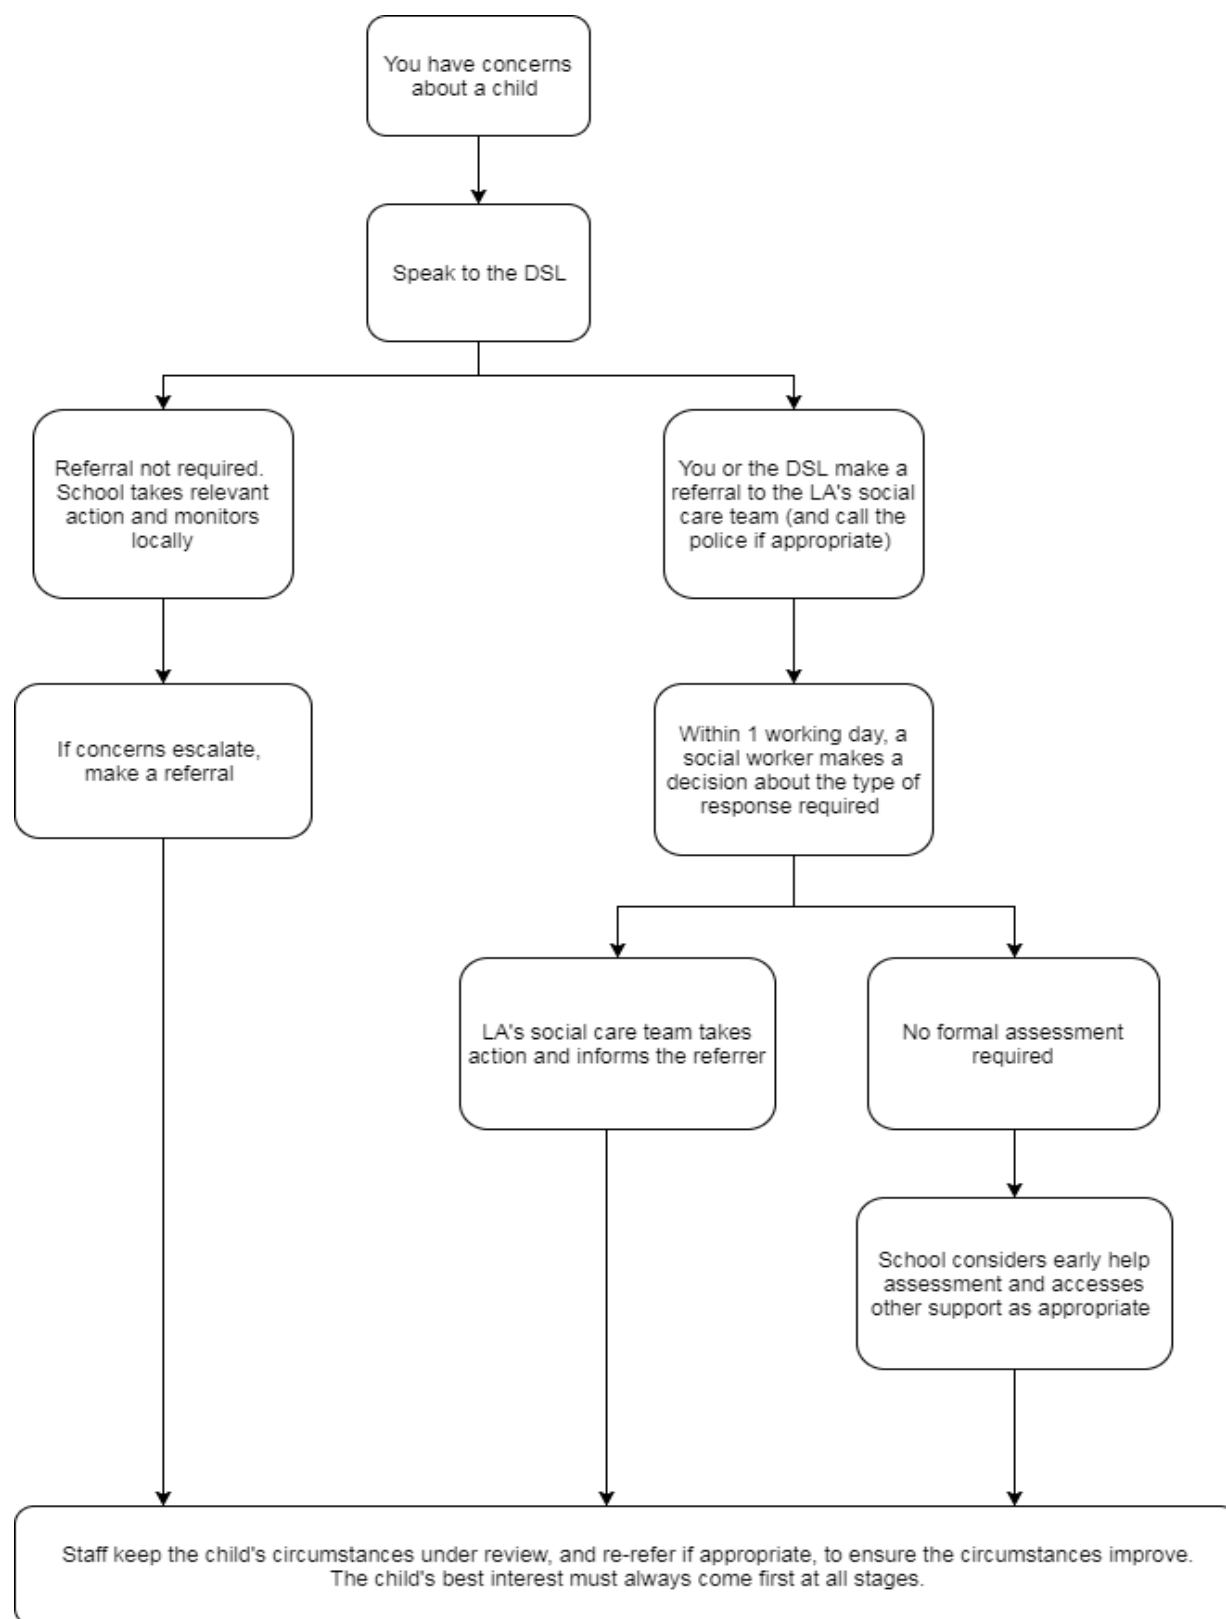 You have concerns
about a child
Speak to the DSL
Referral not required.
School takes relevant
action and monitors
locally
You or the DSL make a
referral to the LA's social
care team (and call the
police if appropriate)
If concerns escalate,
make a referral
Within 1 working day, a
social worker makes a
decision about the type of
response required
LA's social care team takes
action and informs the referrer
No formal assessment
required
School considers early help
assessment and accesses
other support as appropriate
Staff keep the child's circumstances under review, and re-refer if appropriate, to ensure the circumstances improve.
The child's best interest must always come first at all stages.